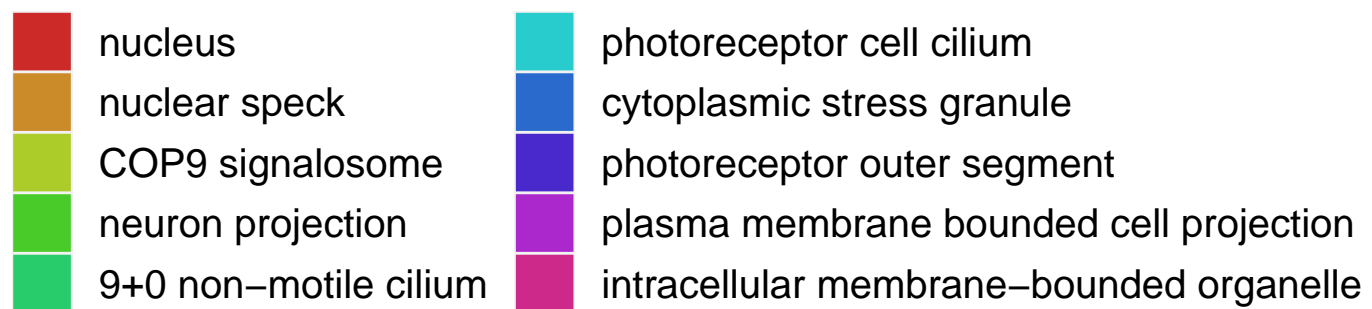 nucleus
nuclear speck
COP9 signalosome
neuron projection
9+0 non−motile cilium
photoreceptor cell cilium
cytoplasmic stress granule
photoreceptor outer segment
plasma membrane bounded cell projection
intracellular membrane−bounded organelle